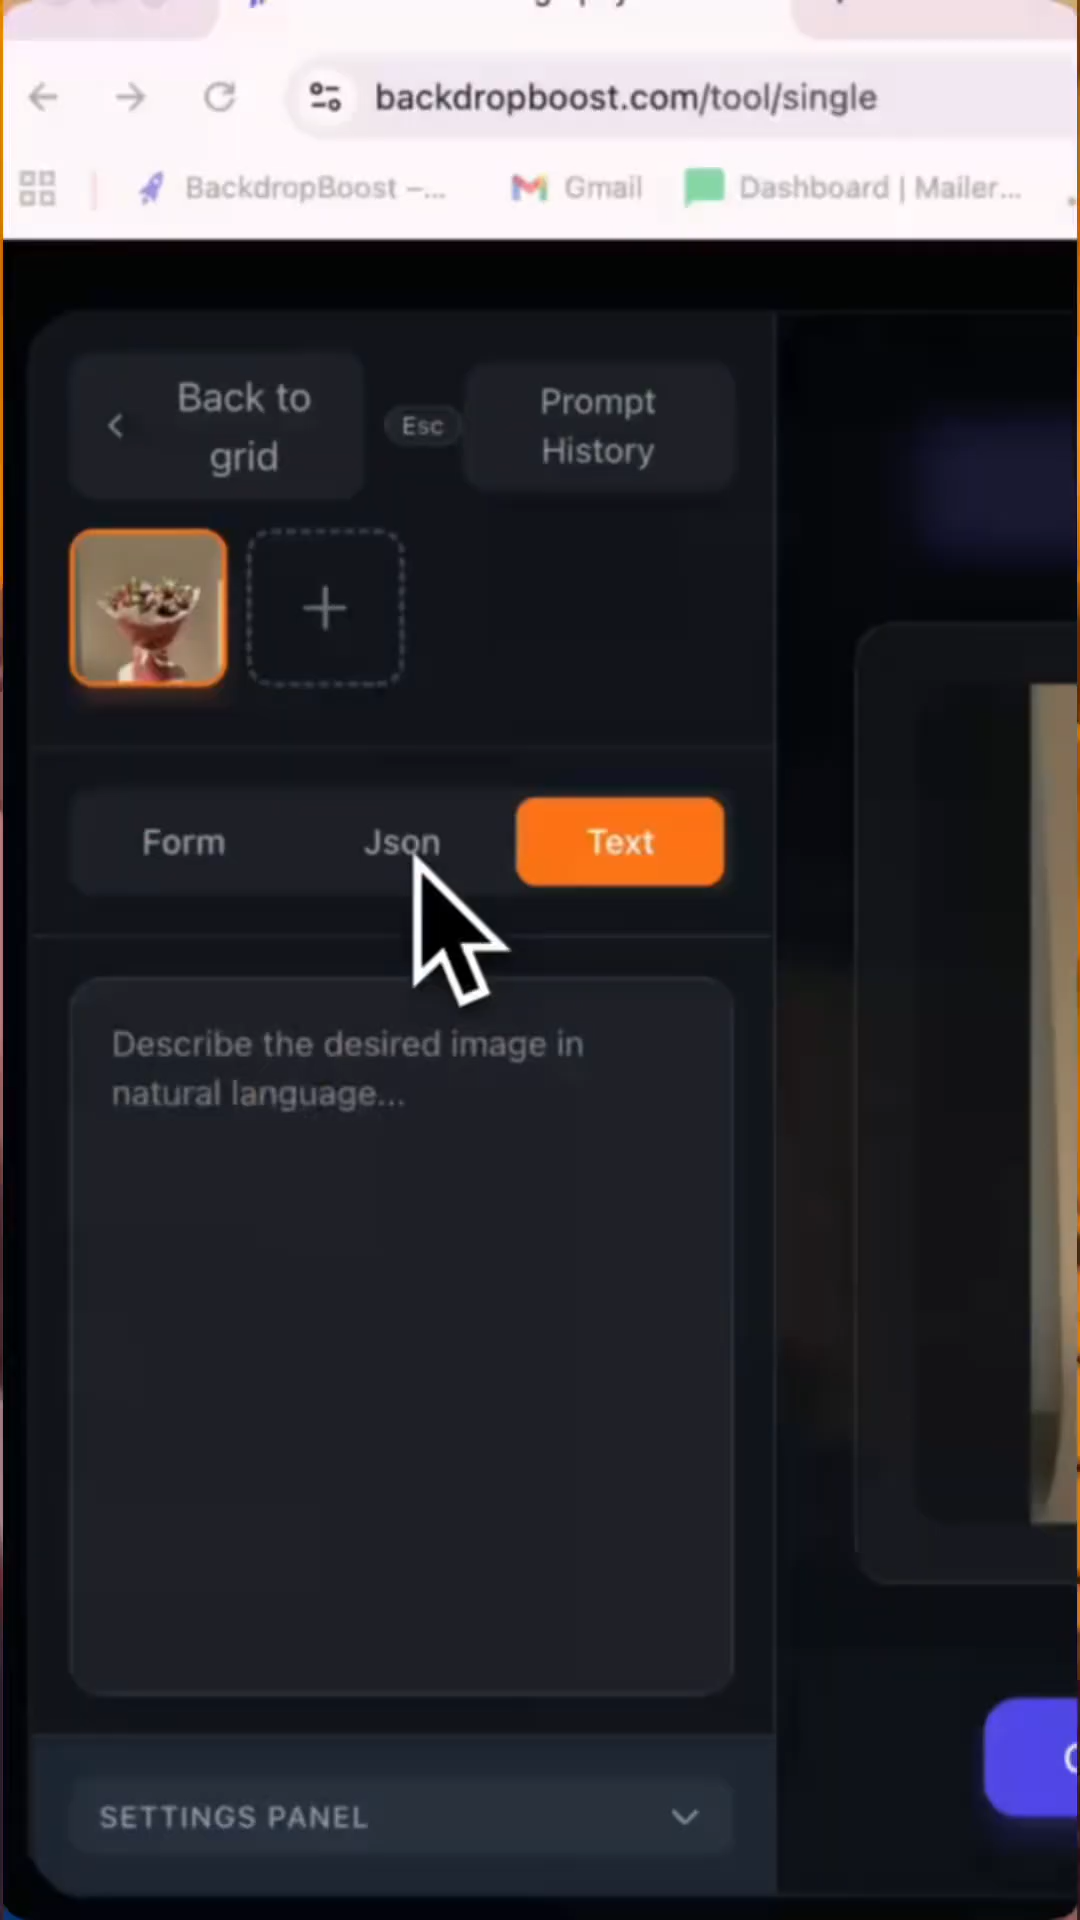 backdropboost.com/tool/single
BackdropBoost –...
Gmail
Dashboard | Mailer...
Back to
grid
Esc
Prompt
History
Form
Json
Text
Describe the desired image in
natural language...
SETTINGS PANEL